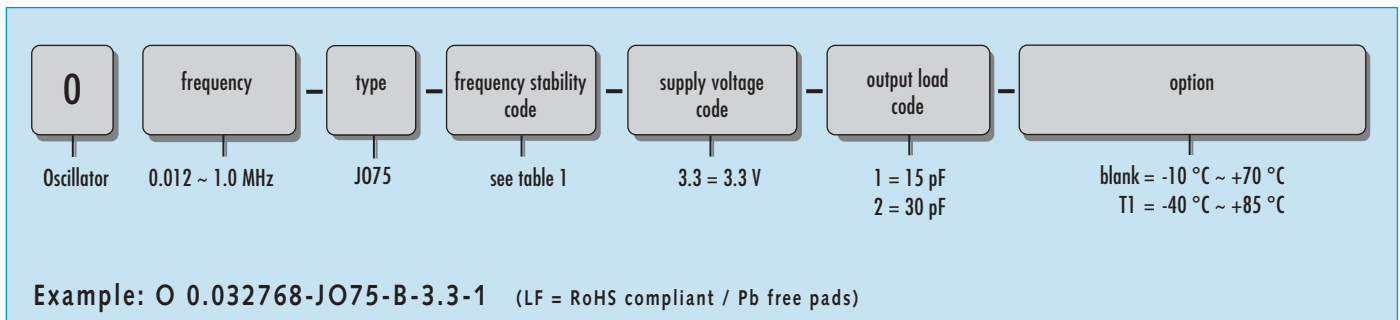 O
frequency
type
frequency stability
code
supply voltage
code
output load
code
option
Oscillator
0.012 ~ 1.0 MHz
JO75
see table 1
3.3 = 3.3 V
1 = 15 pF
2 = 30 pF
blank = -10 °C ~ +70 °C
T1 = -40 °C ~ +85 °C
Example: O 0.032768-JO75-B-3.3-1 (LF = RoHS compliant / Pb free pads)